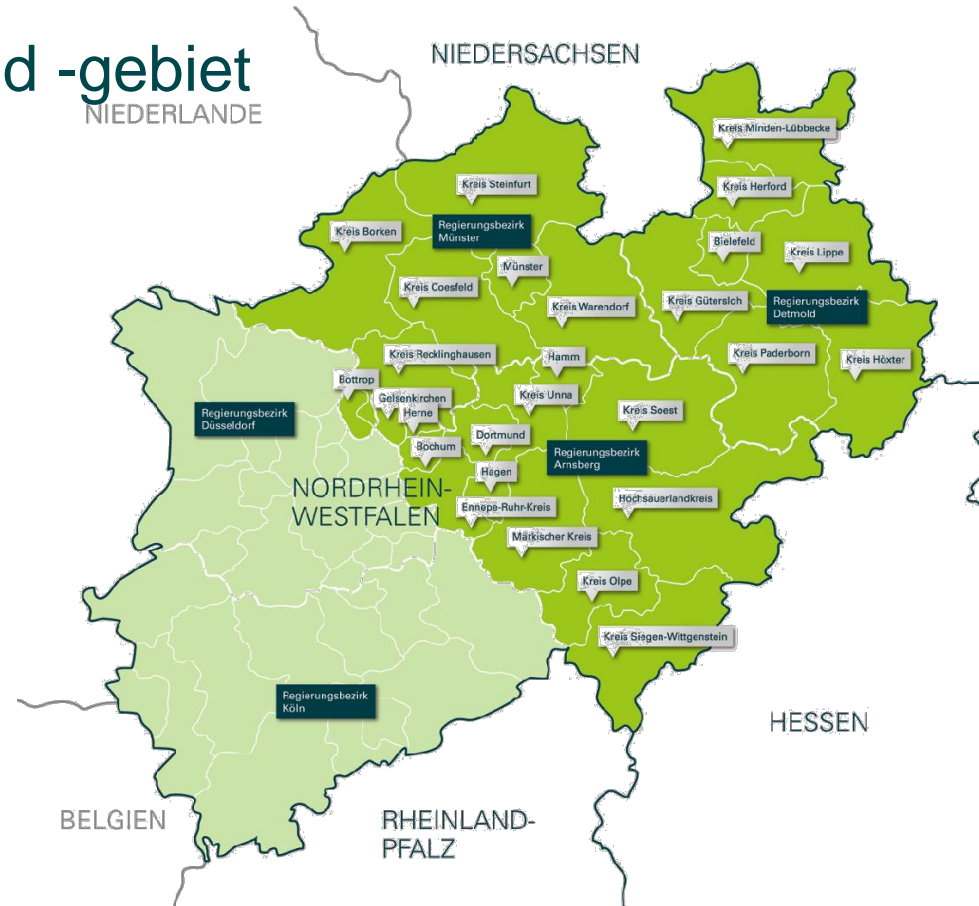 d -gebiet
NIEDERLANDE
NIEDERSACHSEN
Kreis Minden-Lübbecke
Kreis Steinfurt
Kreis Herford
Kreis Borken
Regierungsbezirk
Münster
Bielefeld
Kreis Lippe
Münster
Kreis Coesfeld
Kreis Warendorf
Kreis Gütersloh
Regierungsbezirk
Detmold
Kreis Recklinghausen
Hamm
Kreis Paderborn
Kreis Höxter
Bottrop
Gelsenkirchen
Kreis Unna
Herne
Kreis Soest
Regierungsbezirk
Düsseldorf
Dortmund
Bochum
Regierungsbezirk
Arnsberg
Hagen
NORDRHEIN-
WESTFALEN
Hochsauerlandkreis
Ennepe-Ruhr-Kreis
Märkischer Kreis
Kreis Olpe
Kreis Siegen-Wittgenstein
Regierungsbezirk
Köln
HESSEN
BELGIEN
RHEINLAND-
PFALZ